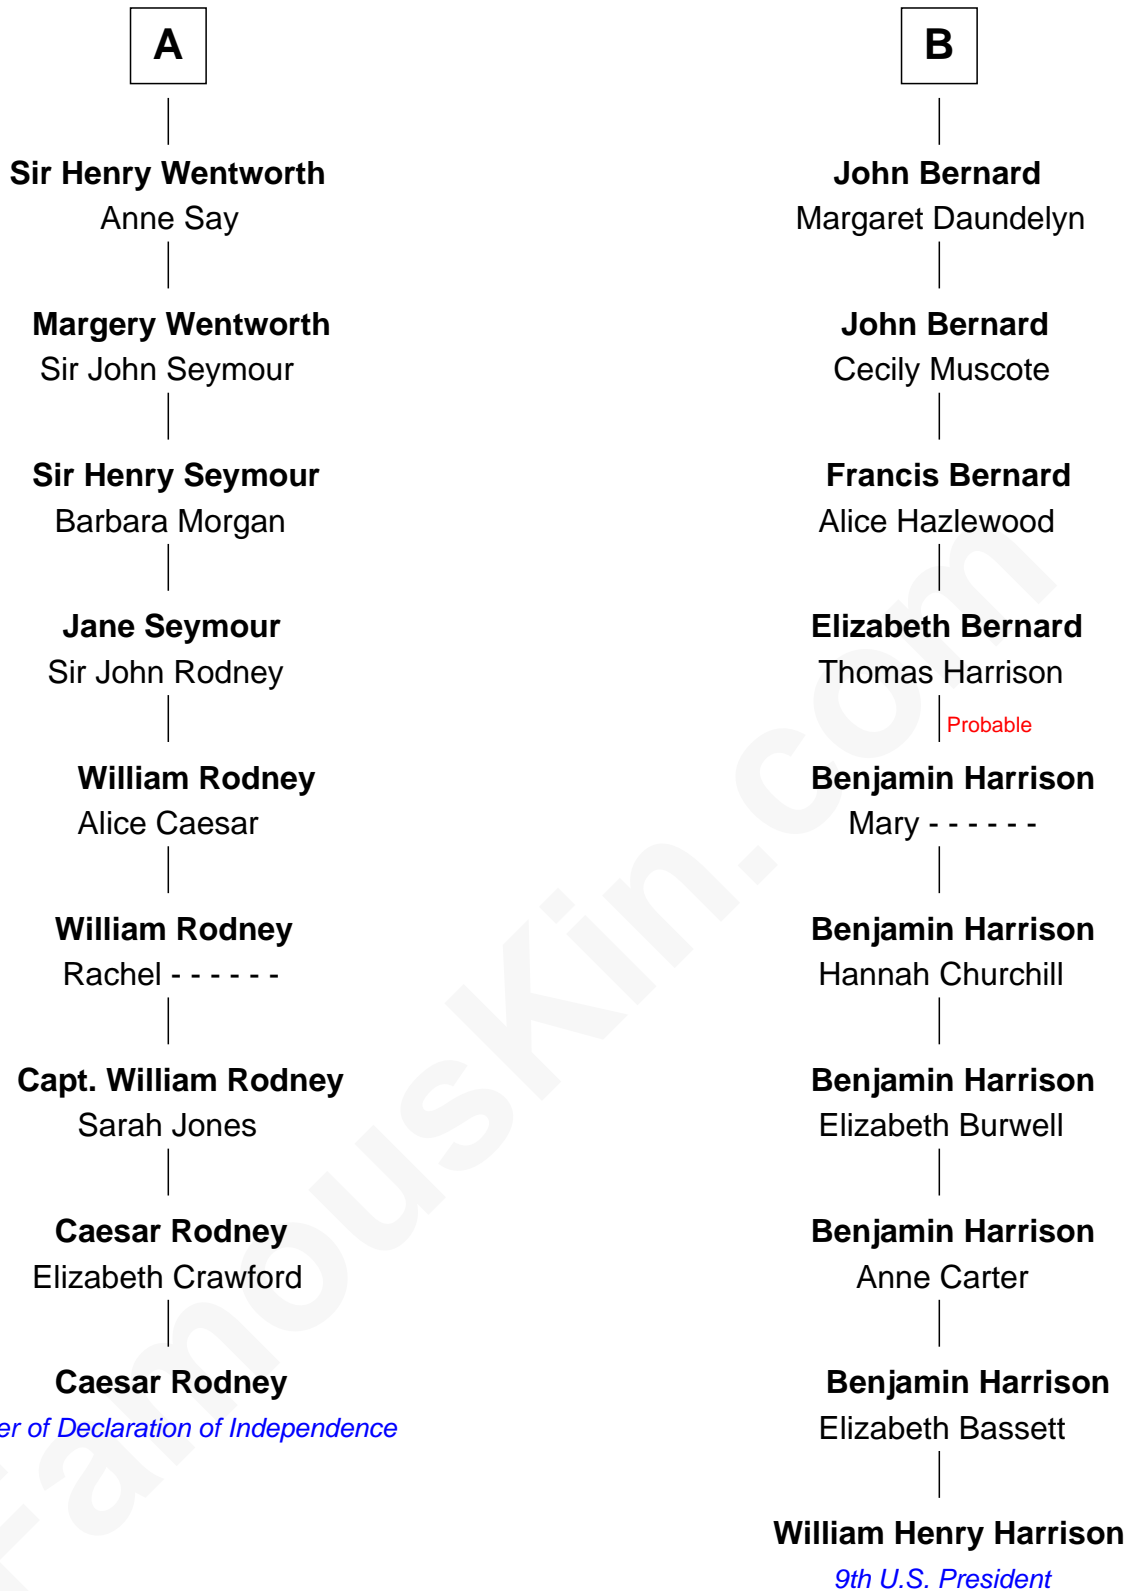 A
Sir Henry Wentworth
Anne Say
Margery Wentworth
Sir John Seymour
Sir Henry Seymour
Barbara Morgan
Jane Seymour
Sir John Rodney
William Rodney
Alice Caesar
William Rodney
Rachel - - - - - -
Capt. William Rodney
Sarah Jones
Caesar Rodney
Elizabeth Crawford
Caesar Rodney
er of Declaration of Independence
B
John Bernard
Margaret Daundelyn
John Bernard
Cecily Muscote
Francis Bernard
Alice Hazlewood
Elizabeth Bernard
Thomas Harrison
Probable
Benjamin Harrison
Mary - - - - - -
Benjamin Harrison
Hannah Churchill
Benjamin Harrison
Elizabeth Burwell
Benjamin Harrison
Anne Carter
Benjamin Harrison
Elizabeth Bassett
William Henry Harrison
9th U.S. President
FamousKin.com